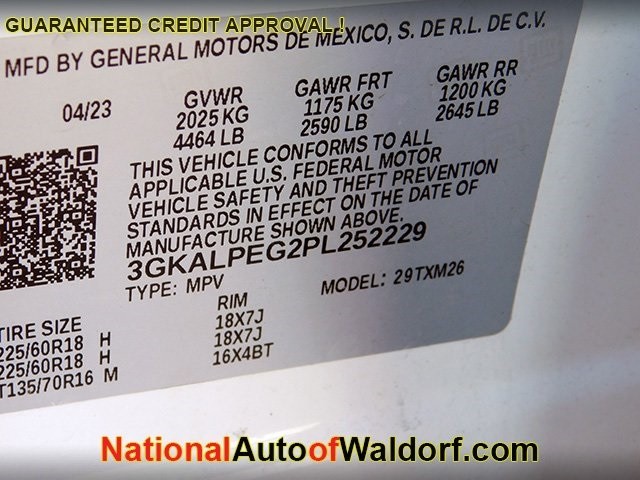 GUARANTEED CREDIT APPROVAL !
MFD BY GENERAL MOTORS DE MEXICO, S. DE R.L. DE C.V.
04/23
GVWR
2025 KG
4464 LB
GAWR FRT
1175 KG
2590 LB
GAWR RR
1200 KG
2645 LB
THIS VEHICLE CONFORMS TO ALL
APPLICABLE U.S. FEDERAL MOTOR
VEHICLE SAFETY AND THEFT PREVENTION
STANDARDS IN EFFECT ON THE DATE OF
MANUFACTURE SHOWN ABOVE.
3GKALPEG2PL252229
TYPE: MPV
MODEL: 29TXM26
TIRE SIZE RIM
225/60R18 H 18X7J
225/60R18 H 18X7J
T135/70R16 M 16X4BT
NationalAutoofWaldorf.com